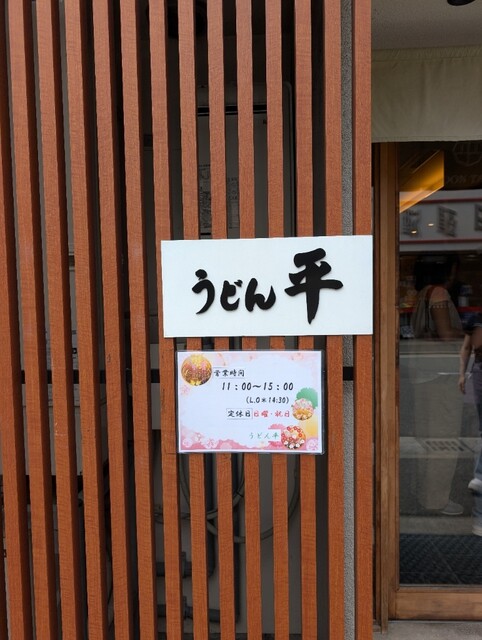 うどん 平
営業時間
11：00～15：00
(L.O※14:30)
定休日 日曜・祝日
うどん 平